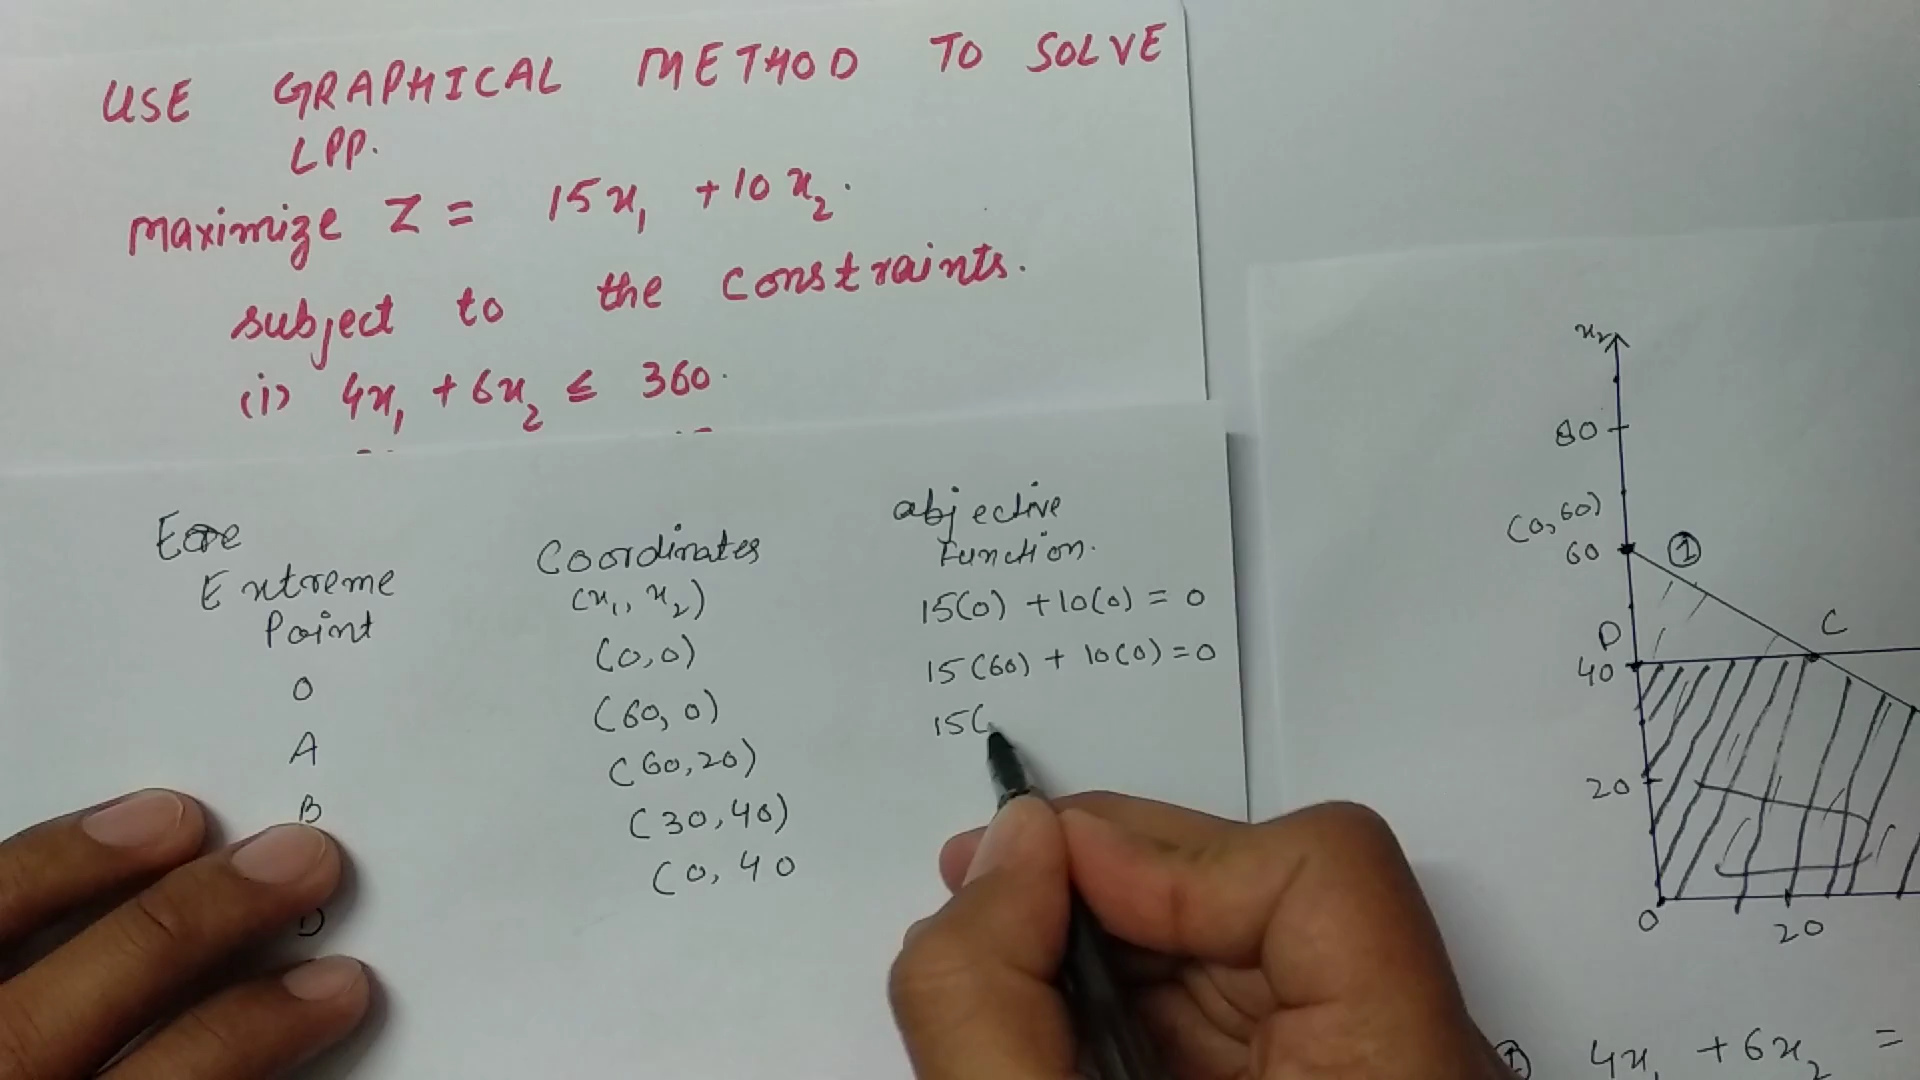 USE GRAPHICAL METHOD TO SOLVE
LPP.
Maximize Z = 15x₁ + 10x₂.
subject to the constraints.
(i) 4x₁ + 6x₂ ≤ 360.
Extreme
Point
O
A
B
D
Coordinates
(x₁, x₂)
(0,0)
(60, 0)
(60,20)
(30,40)
(0, 40
objective
Function.
15(0) + 10(0) = 0
15(60) + 10(0) = 0
15(
x₂
80
(0,60)
60
①
D
C
40
20
O
20
① 4x₁ + 6x₂ =